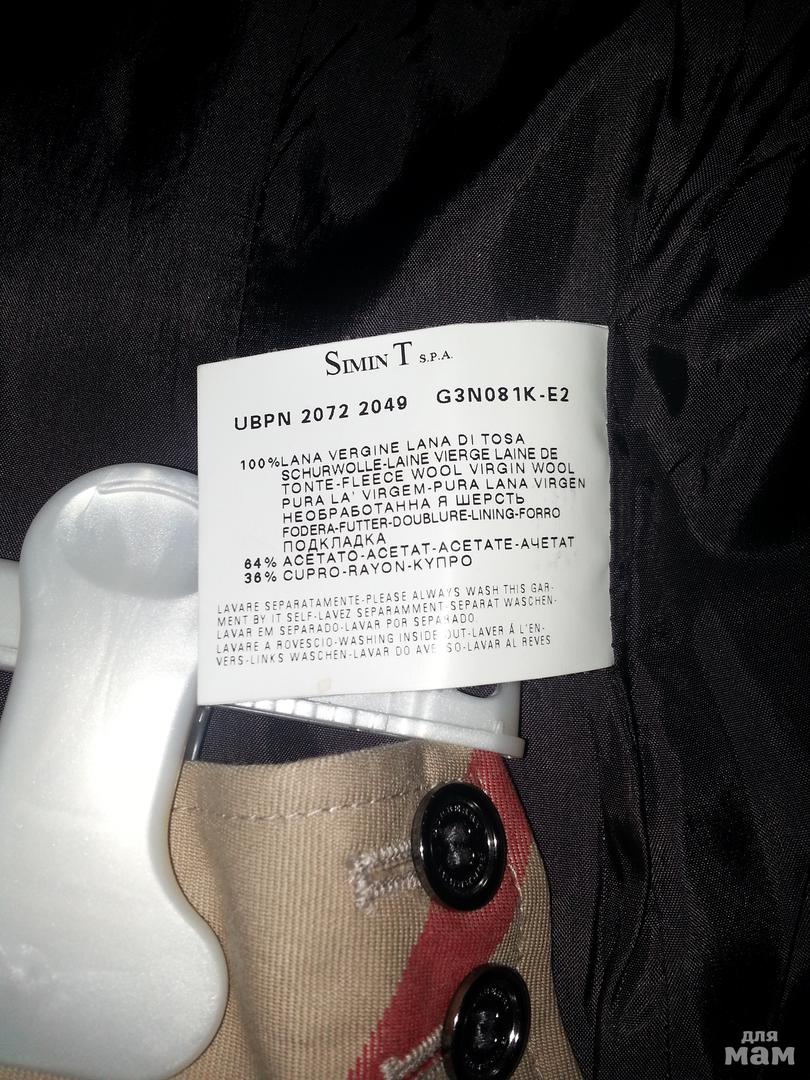 SIMIN T S.P.A.
UBPN 2072 2049 G3N081K-E2
100%LANA VERGINE LANA DI TOSA
SCHURWOLLE-LAINE VIERGE LAINE DE
TONTE-FLEECE WOOL VIRGIN WOOL
PURA LA' VIRGEM-PURA LANA VIRGEN
НЕОБРАБОТАННА Я ШЕРСТЬ
FODERA-FUTTER-DOUBLURE-LINING-FORRO
ПОДКЛАДКА
64% ACETATO-ACETAT-ACETATE-АЧЕТАТ
36% CUPRO-RAYON-КУПРО
LAVARE SEPARATAMENTE-PLEASE ALWAYS WASH THIS GAR-
MENT BY IT SELF-LAVEZ SEPARAMMENT-SEPARAT WASCHEN-
LAVAR EM SEPARADO-LAVAR POR SEPARADO.
LAVARE A ROVESCIO-WASHING INSIDE OUT-LAVER Á L'EN-
VERS-LINKS WASCHEN-LAVAR DO AVESSO-LAVAR AL REVES
для
мам